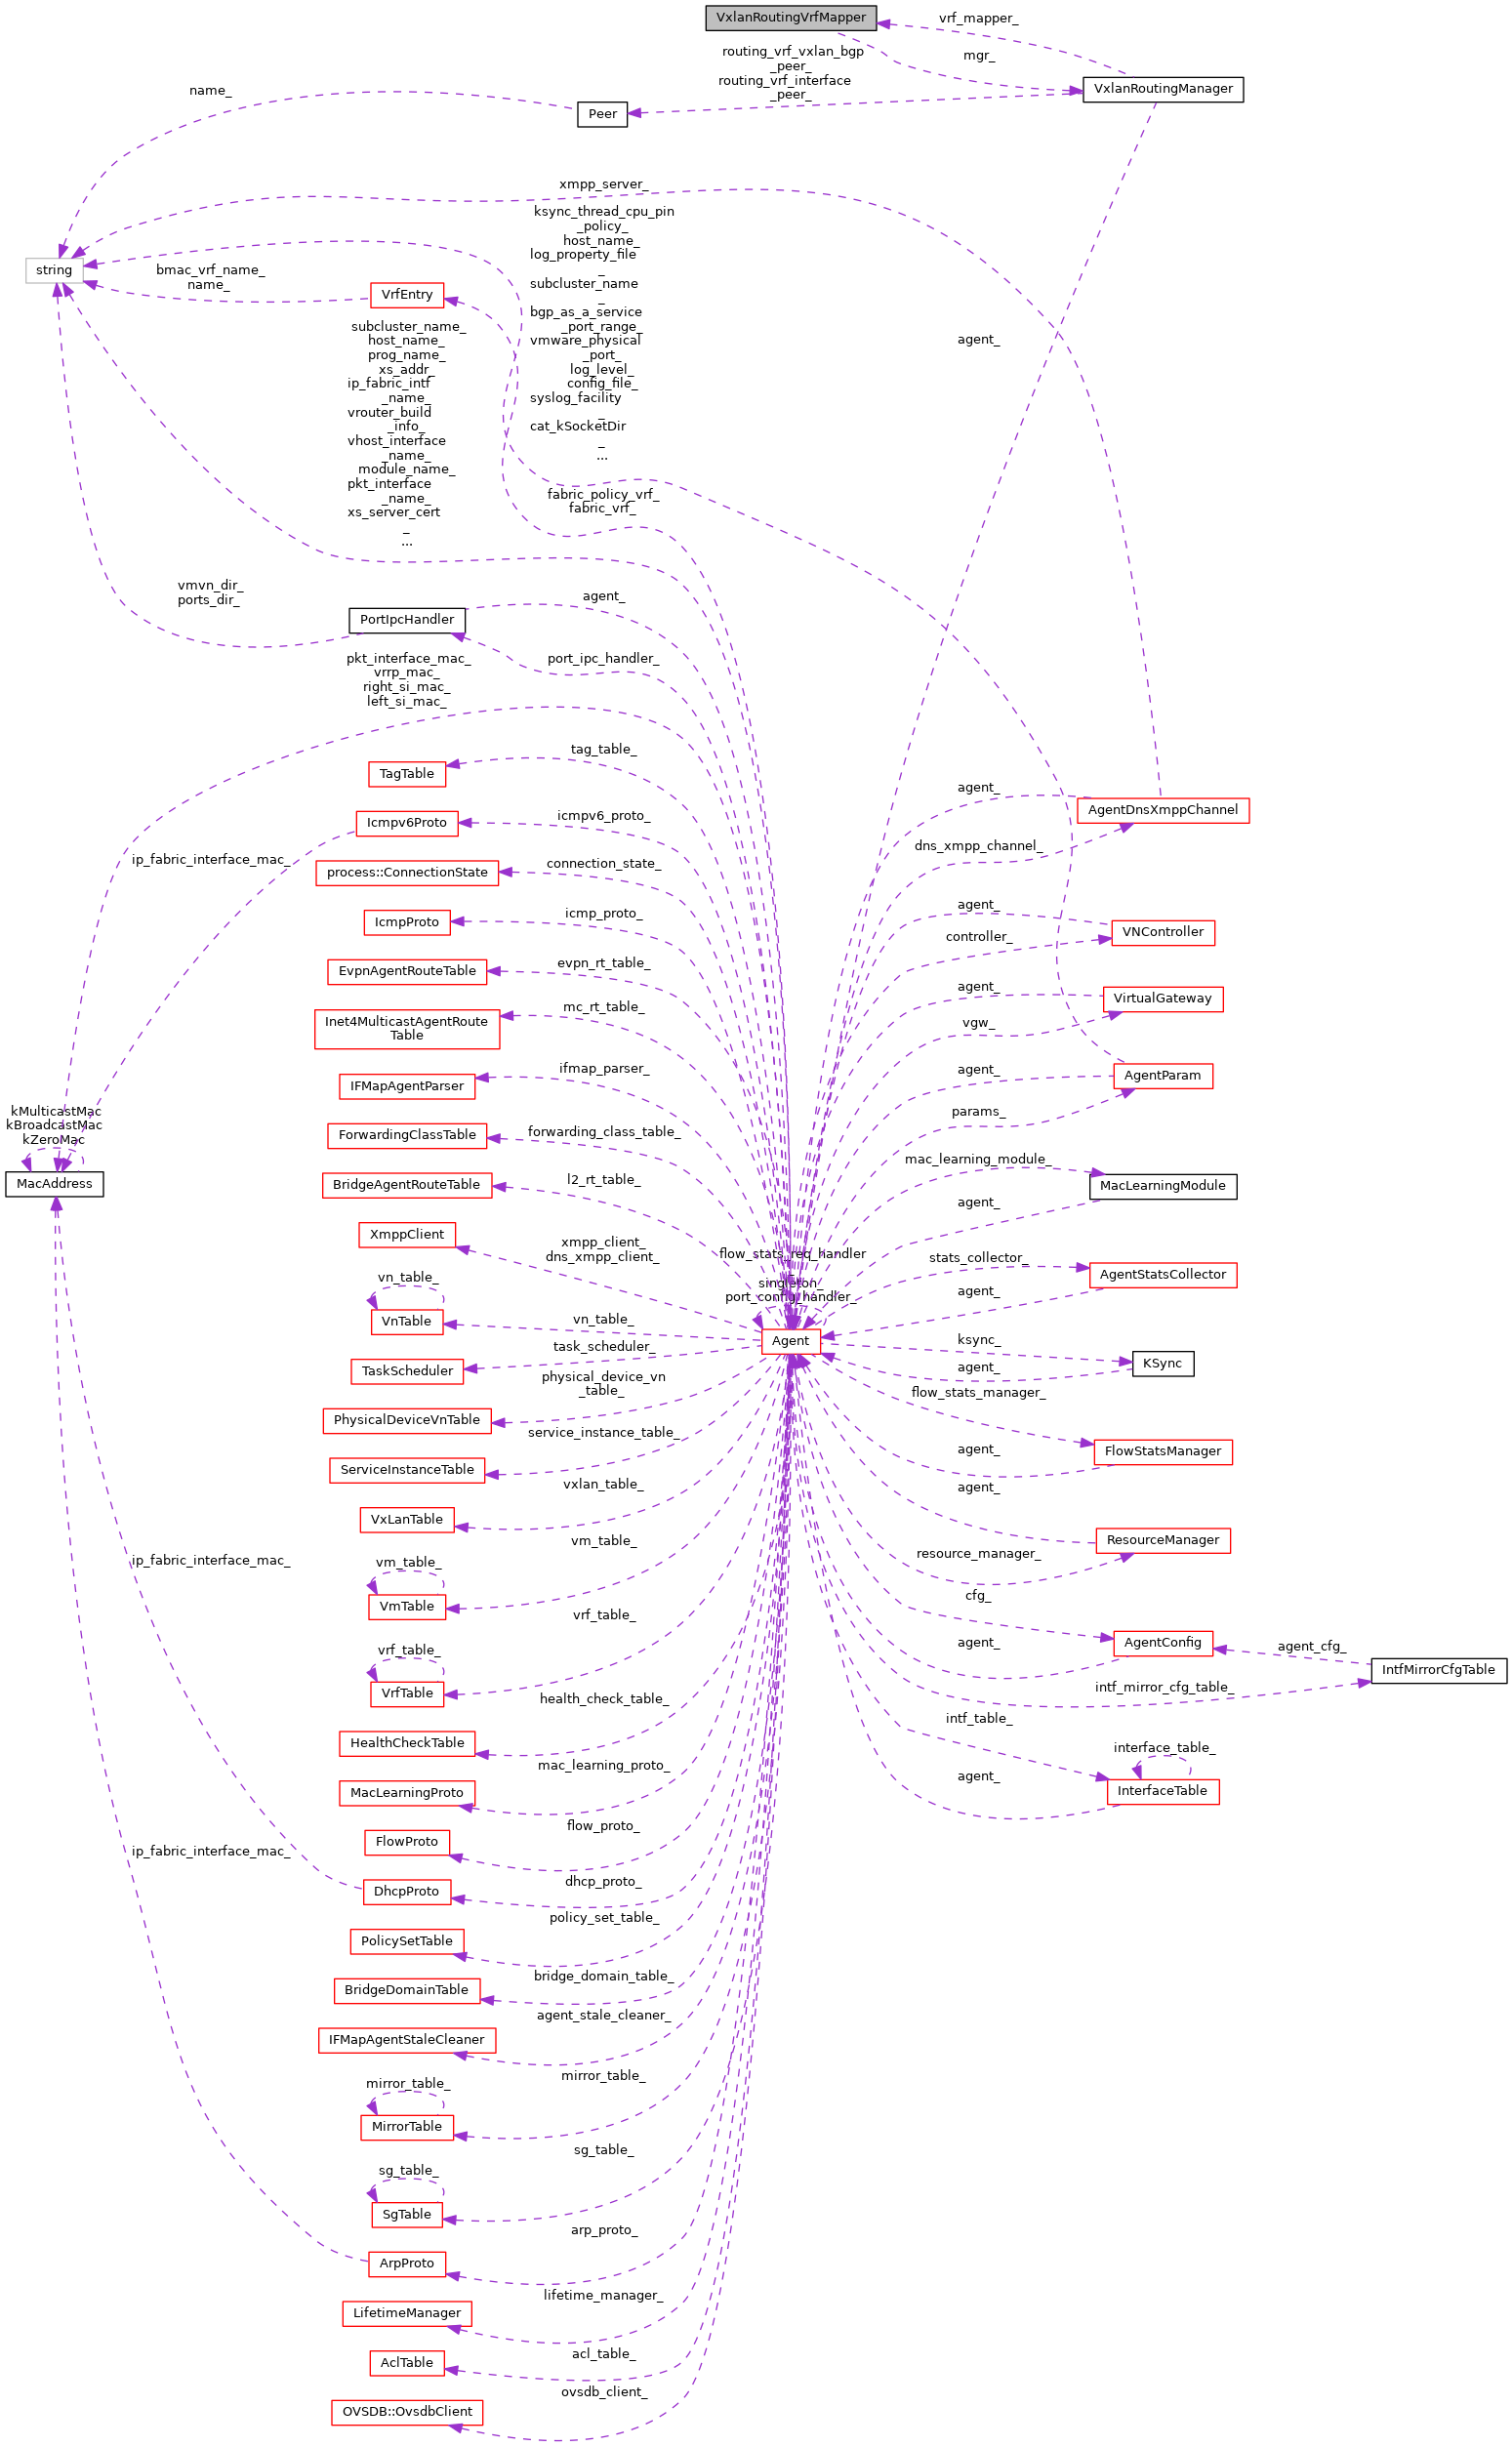 VxlanRoutingVrfMapper
vrf_mapper_
routing_vrf_vxlan_bgp
_peer_
routing_vrf_interface
_peer_
mgr_
VxlanRoutingManager
name_
Peer
xmpp_server_
ksync_thread_cpu_pin
_policy_
host_name_
log_property_file
_
subcluster_name
_
bgp_as_a_service
_port_range_
vmware_physical
_port_
log_level_
config_file_
syslog_facility
_
cat_kSocketDir
_
...
string
bmac_vrf_name_
name_
VrfEntry
agent_
subcluster_name_
host_name_
prog_name_
xs_addr_
ip_fabric_intf
_name_
vrouter_build
_info_
vhost_interface
_name_
module_name_
pkt_interface
_name_
xs_server_cert
_
...
fabric_policy_vrf_
fabric_vrf_
vmvn_dir_
ports_dir_
PortIpcHandler
agent_
port_ipc_handler_
pkt_interface_mac_
vrrp_mac_
right_si_mac_
left_si_mac_
tag_table_
TagTable
agent_
AgentDnsXmppChannel
icmpv6_proto_
Icmpv6Proto
dns_xmpp_channel_
ip_fabric_interface_mac_
connection_state_
process::ConnectionState
agent_
icmp_proto_
IcmpProto
controller_
VNController
evpn_rt_table_
EvpnAgentRouteTable
agent_
VirtualGateway
mc_rt_table_
Inet4MulticastAgentRoute
Table
vgw_
ifmap_parser_
IFMapAgentParser
agent_
AgentParam
params_
kMulticastMac
kBroadcastMac
kZeroMac
forwarding_class_table_
ForwardingClassTable
mac_learning_module_
MacAddress
l2_rt_table_
BridgeAgentRouteTable
MacLearningModule
agent_
xmpp_client_
dns_xmpp_client_
XmppClient
flow_stats_req_handler
_
singleton_
port_config_handler_
stats_collector_
AgentStatsCollector
agent_
vn_table_
VnTable
vn_table_
Agent
ksync_
KSync
agent_
task_scheduler_
TaskScheduler
physical_device_vn
_table_
PhysicalDeviceVnTable
flow_stats_manager_
service_instance_table_
ServiceInstanceTable
FlowStatsManager
agent_
vxlan_table_
VxLanTable
agent_
ResourceManager
resource_manager_
ip_fabric_interface_mac_
vm_table_
vm_table_
VmTable
cfg_
vrf_table_
vrf_table_
VrfTable
AgentConfig
agent_
agent_cfg_
IntfMirrorCfgTable
intf_mirror_cfg_table_
health_check_table_
HealthCheckTable
intf_table_
interface_table_
InterfaceTable
agent_
mac_learning_proto_
MacLearningProto
flow_proto_
FlowProto
ip_fabric_interface_mac_
dhcp_proto_
DhcpProto
policy_set_table_
PolicySetTable
bridge_domain_table_
BridgeDomainTable
agent_stale_cleaner_
IFMapAgentStaleCleaner
mirror_table_
mirror_table_
MirrorTable
sg_table_
sg_table_
SgTable
arp_proto_
ArpProto
lifetime_manager_
LifetimeManager
acl_table_
AclTable
ovsdb_client_
OVSDB::OvsdbClient